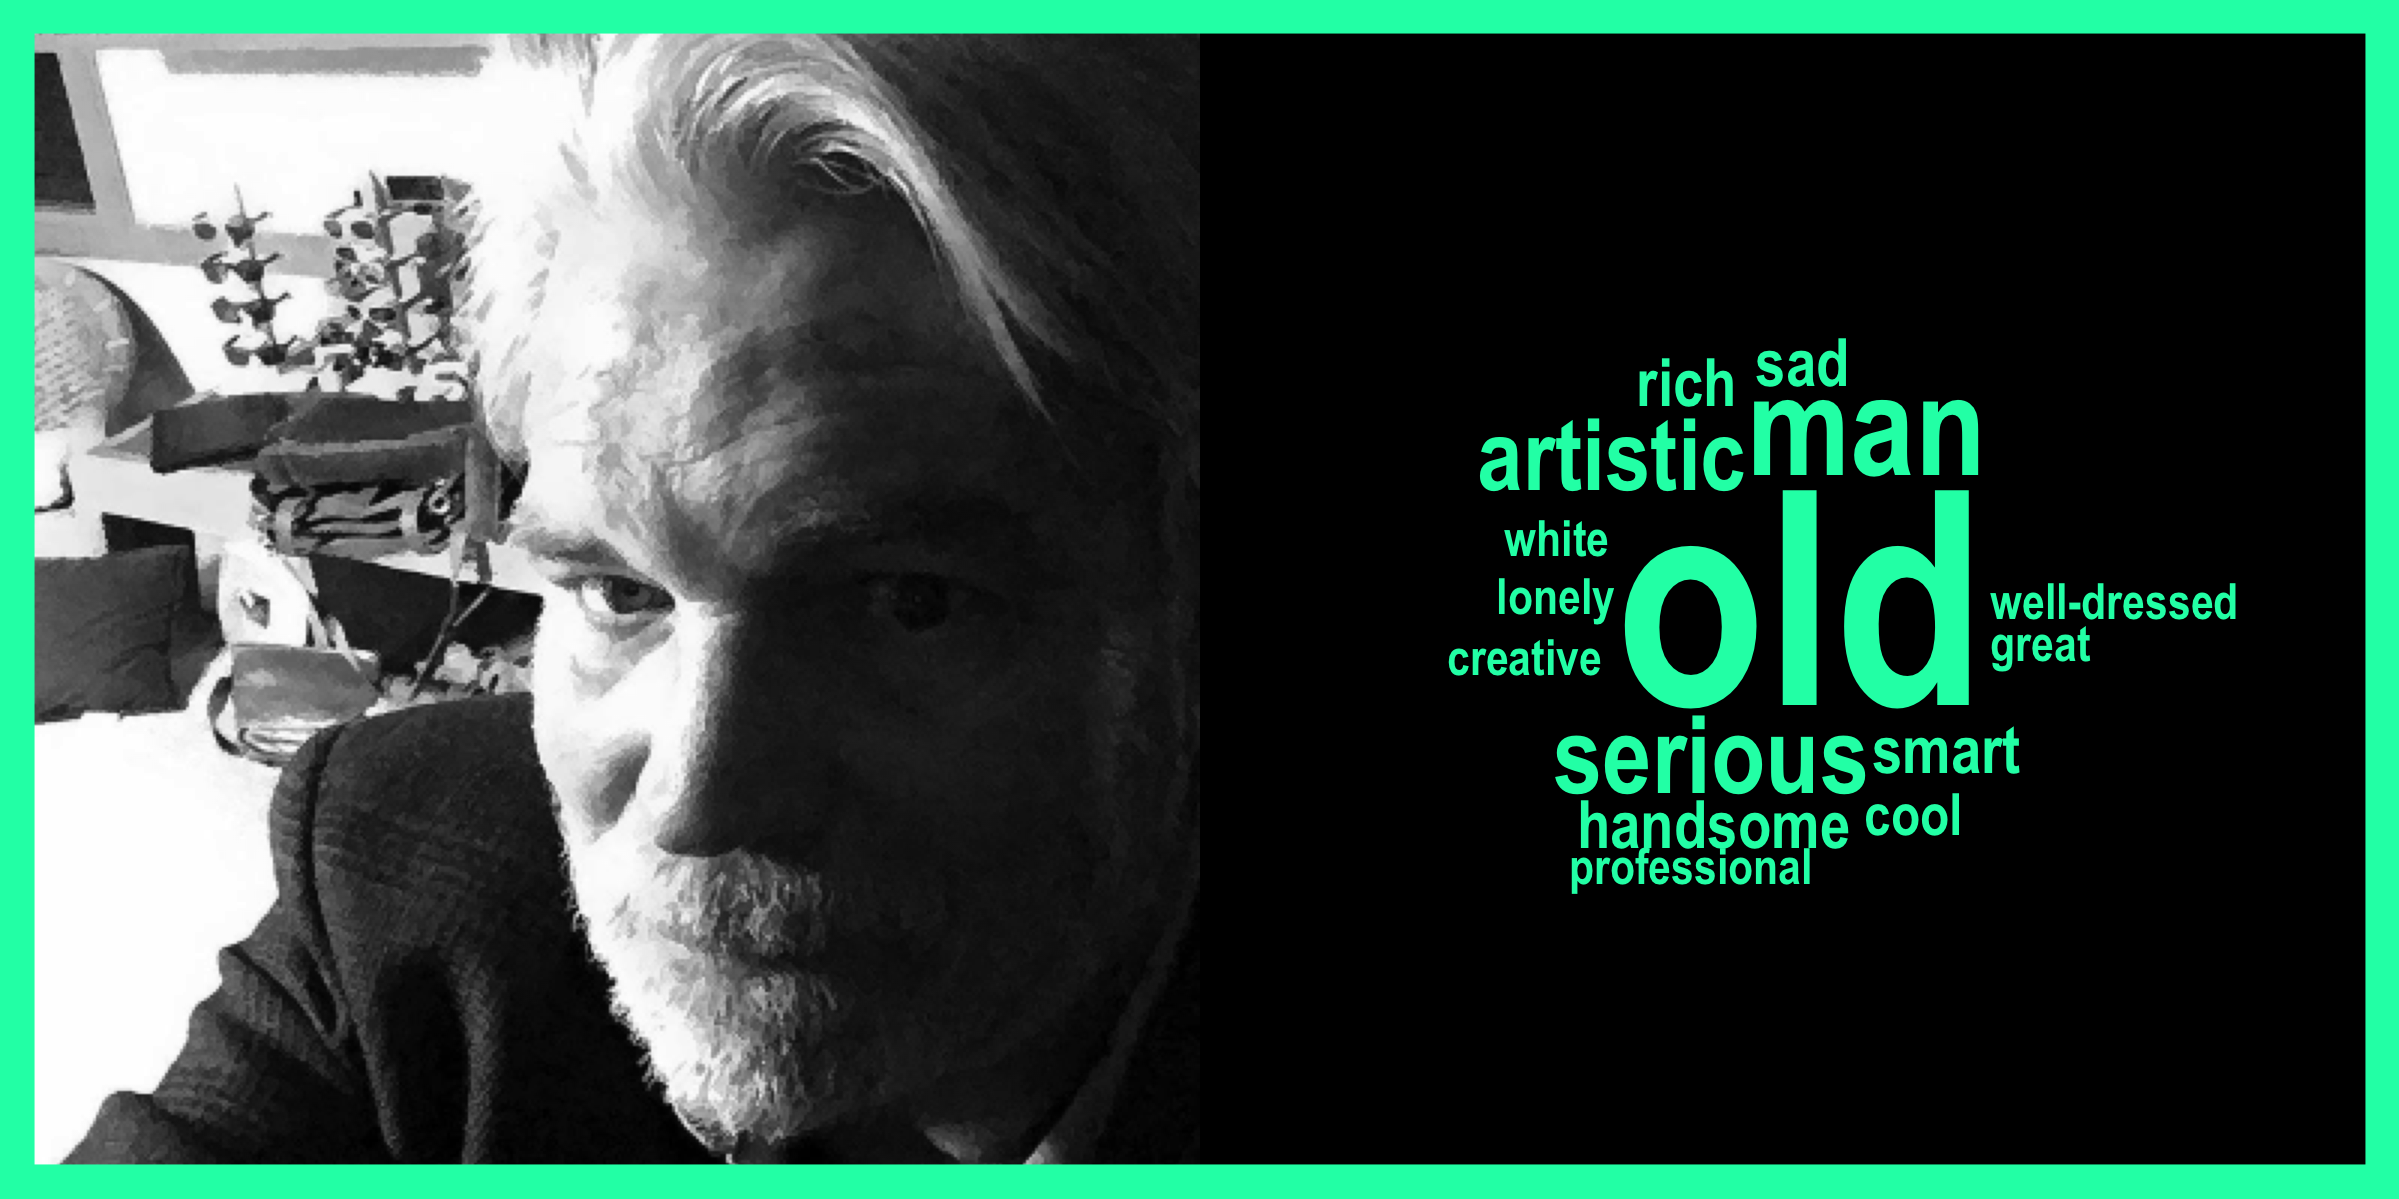 sad
rich
man
artistic
old
white
lonely
well-dressed
great
creative
serious
smart
handsome
cool
professional